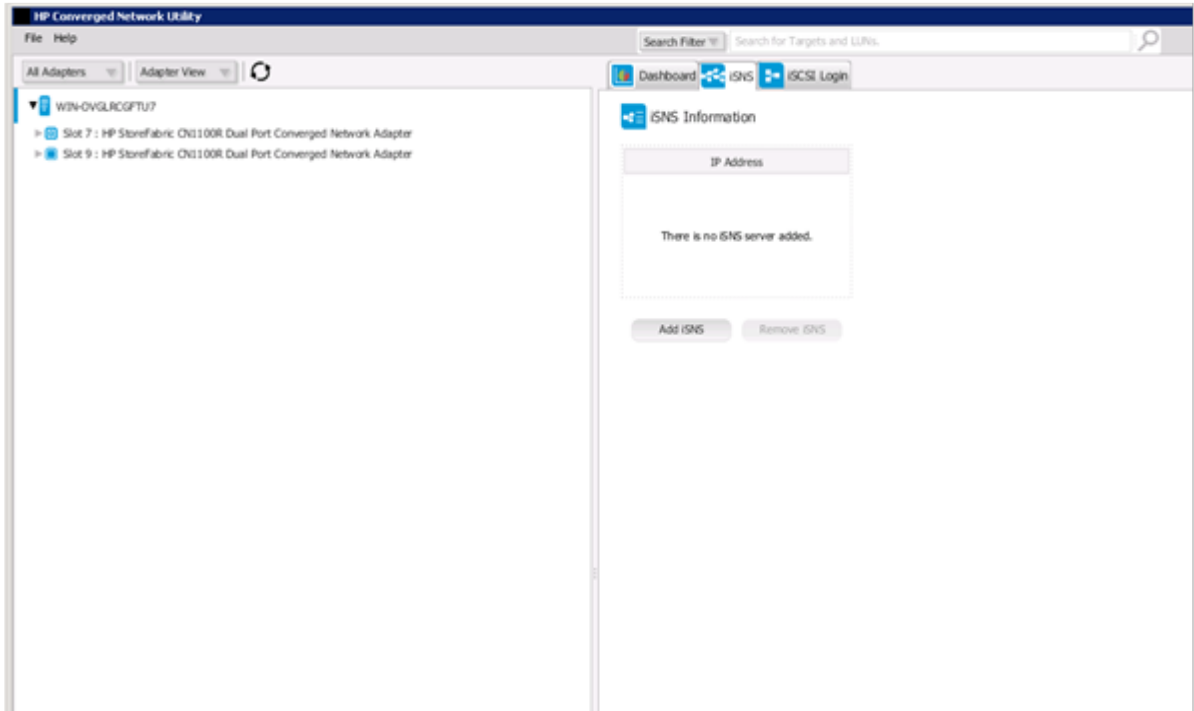 HP Converged Network Utility
File Help
Search Filter Search for Targets and LUNs.
All Adapters Adapter View
Dashboard iSNS iSCSI Login
WIN-OVGLRCGFTU7
Slot 7 : HP StoreFabric CN1100R Dual Port Converged Network Adapter
Slot 9 : HP StoreFabric CN1100R Dual Port Converged Network Adapter
iSNS Information
IP Address
There is no iSNS server added.
Add iSNS Remove iSNS